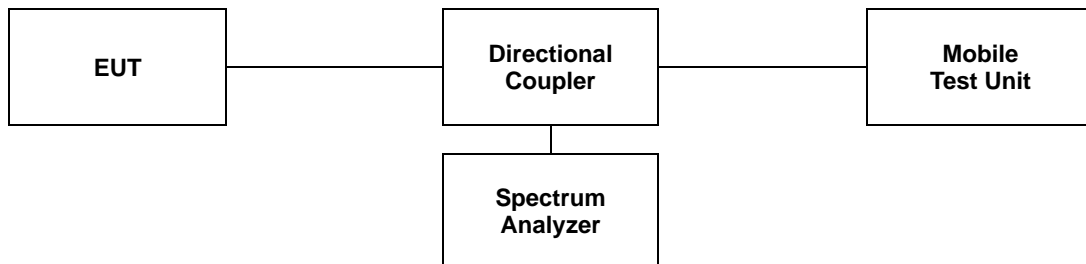 EUT
Directional
Coupler
Mobile
Test Unit
Spectrum
Analyzer